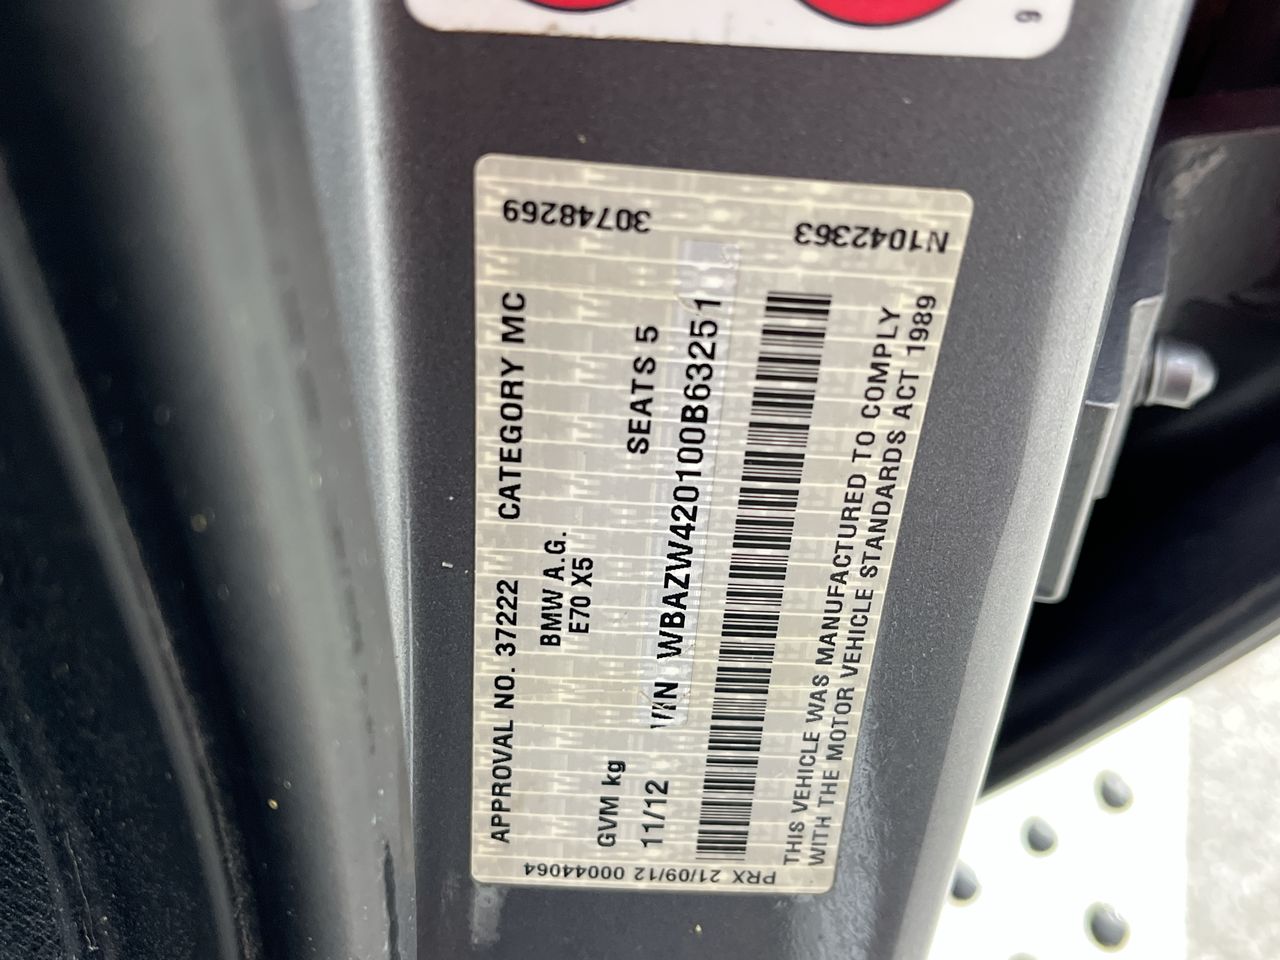 9
30748269
N1042363
APPROVAL NO. 37222 CATEGORY MC
BMW A.G.
E70 X5
GVM kg SEATS 5
11/12 VIN WBAZW420100B63251
THIS VEHICLE WAS MANUFACTURED TO COMPLY
WITH THE MOTOR VEHICLE STANDARDS ACT 1989
PRX 21/09/12 00044064